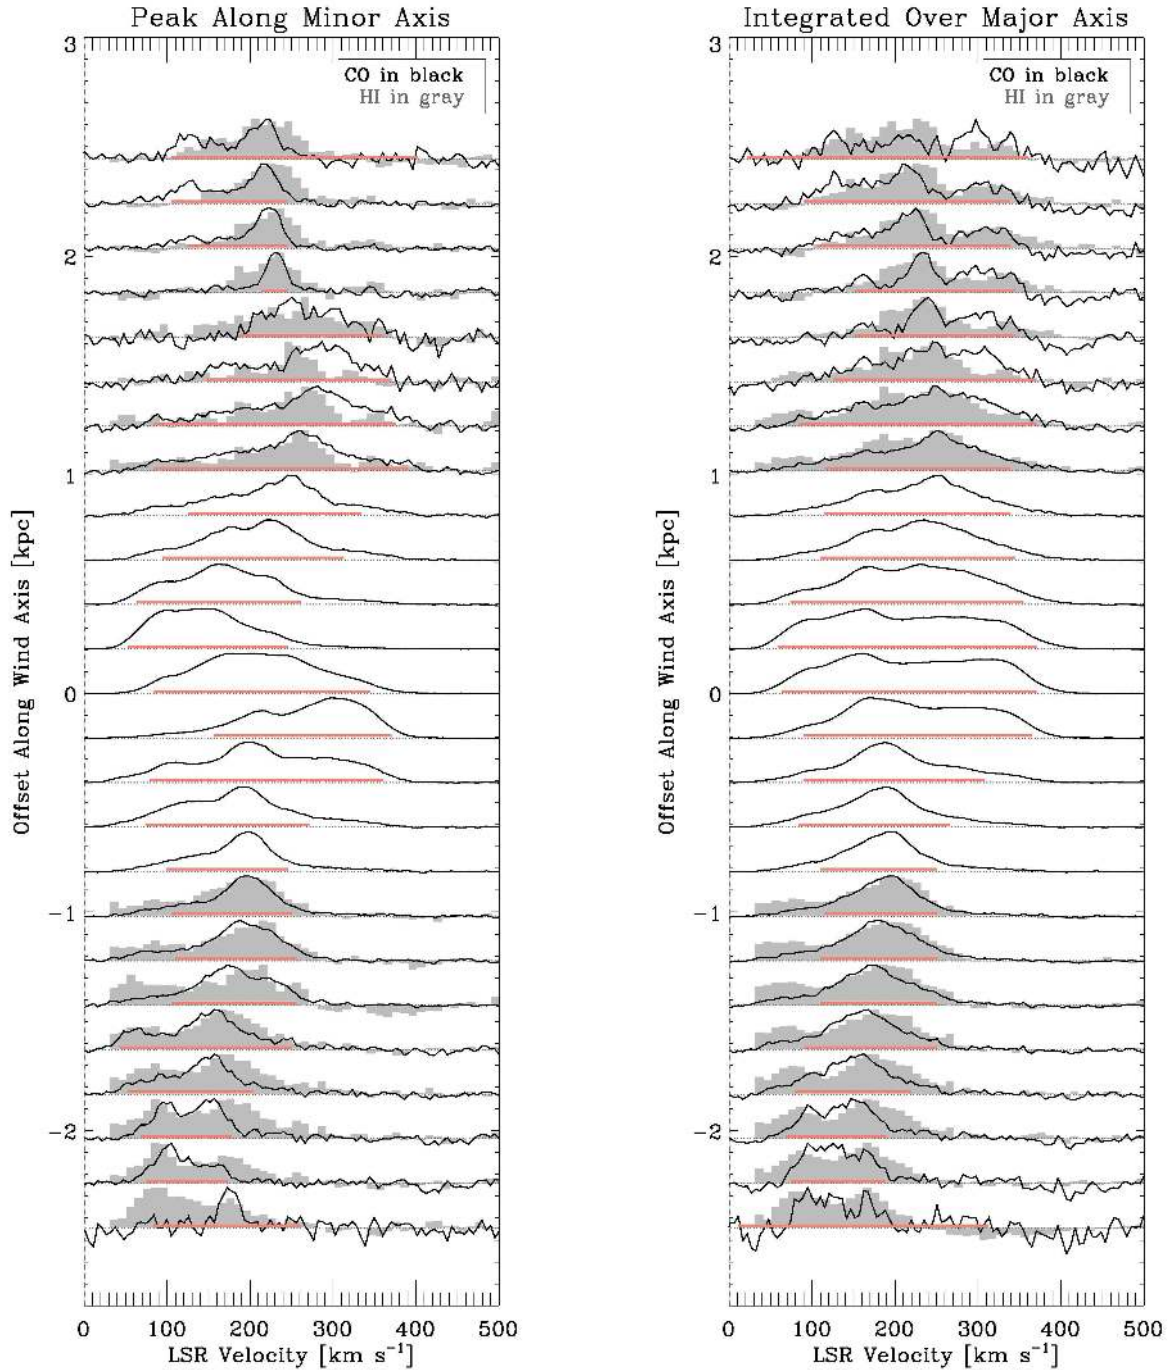 Peak Along Minor Axis
3
CO in black
HI in gray
2
1
0
-1
-2
Offset Along Wind Axis [kpc]
0 100 200 300 400 500
LSR Velocity [km s⁻¹]
Integrated Over Major Axis
3
CO in black
HI in gray
2
1
0
-1
-2
Offset Along Wind Axis [kpc]
0 100 200 300 400 500
LSR Velocity [km s⁻¹]